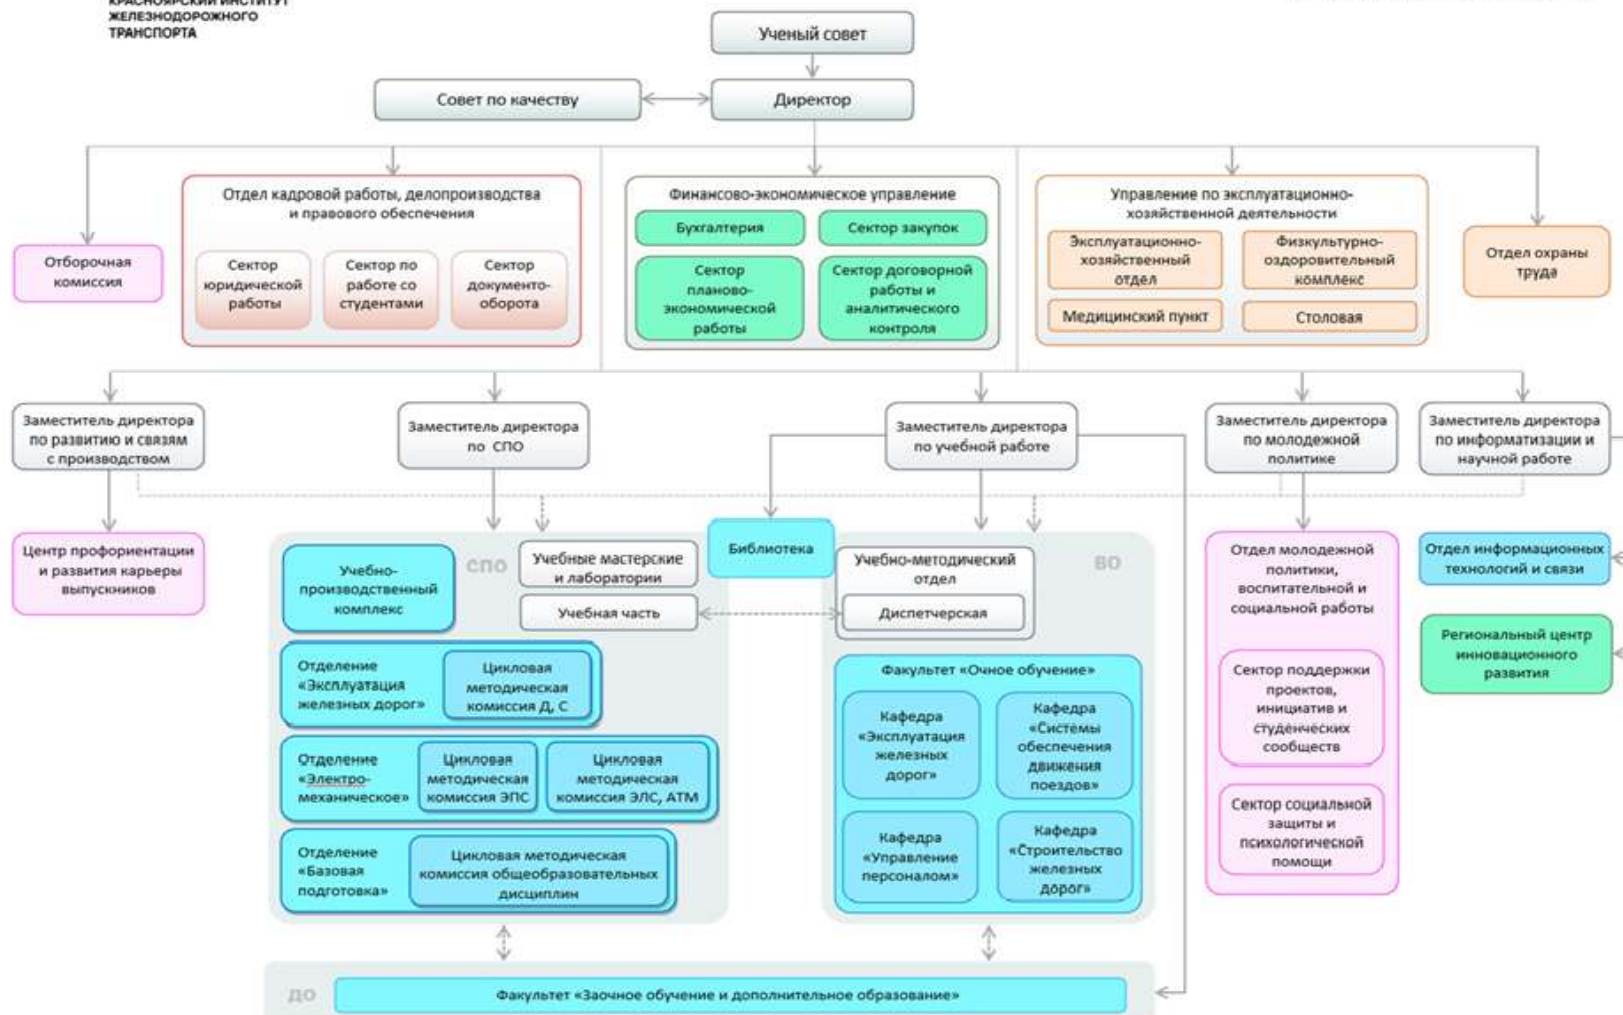 КРАСНОЯРСКИЙ ИНСТИТУТ
ЖЕЛЕЗНОДОРОЖНОГО
ТРАНСПОРТА
Ученый совет
Совет по качеству
Директор
Отборочная
комиссия
Отдел кадровой работы, делопроизводства
и правового обеспечения
Сектор
юридической
работы
Сектор по
работе со
студентами
Сектор
документо-
оборота
Финансово-экономическое управление
Бухгалтерия
Сектор закупок
Сектор
планово-
экономической
работы
Сектор договорной
работы и
аналитического
контроля
Управление по эксплуатационно-
хозяйственной деятельности
Эксплуатационно-
хозяйственный
отдел
Физкультурно-
оздоровительный
комплекс
Медицинский пункт
Столовая
Отдел охраны
труда
Заместитель директора
по развитию и связям
с производством
Заместитель директора
по СПО
Заместитель директора
по учебной работе
Заместитель директора
по молодежной
политике
Заместитель директора
по информатизации и
научной работе
Центр профориентации
и развития карьеры
выпускников
СПО
Учебно-
производственный
комплекс
Учебные мастерские
и лаборатории
Учебная часть
Отделение
«Эксплуатация
железных дорог»
Цикловая
методическая
комиссия Д, С
Отделение
«Электро-
механическое»
Цикловая
методическая
комиссия ЭПС
Цикловая
методическая
комиссия ЭЛС, АТМ
Отделение
«Базовая
подготовка»
Цикловая методическая
комиссия общеобразовательных
дисциплин
Библиотека
ВО
Учебно-методический
отдел
Диспетчерская
Факультет «Очное обучение»
Кафедра
«Эксплуатация
железных
дорог»
Кафедра
«Системы
обеспечения
движения
поездов»
Кафедра
«Управление
персоналом»
Кафедра
«Строительство
железных
дорог»
Отдел молодежной
политики,
воспитательной и
социальной работы
Сектор поддержки
проектов,
инициатив и
студенческих
сообществ
Сектор социальной
защиты и
психологической
помощи
Отдел информационных
технологий и связи
Региональный центр
инновационного
развития
ДО
Факультет «Заочное обучение и дополнительное образование»